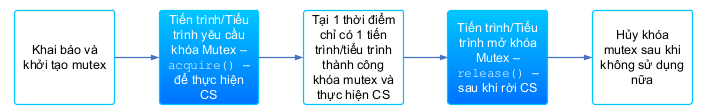 Khai báo và
khởi tạo mutex
Tiến trình/Tiểu
trình yêu cầu
khóa Mutex –
acquire() –
để thực hiện
CS
Tại 1 thời điểm
chỉ có 1 tiến
trình/tiểu trình
thành công
khóa mutex và
thực hiện CS
Tiến trình/Tiểu
trình mở khóa
Mutex –
release() –
sau khi rời CS
Hủy khóa
mutex sau khi
không sử dụng
nữa